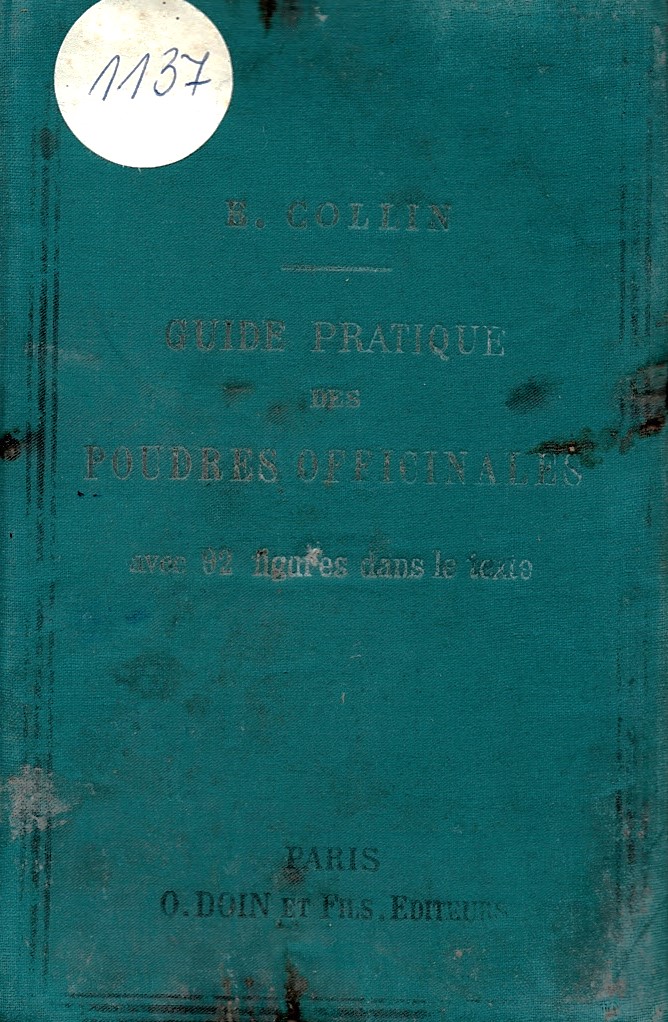 1137
E. COLLIN
GUIDE PRATIQUE
DES
POUDRES OFFICINALES
avec 92 figures dans le texte
PARIS
O. DOIN ET FILS, EDITEURS